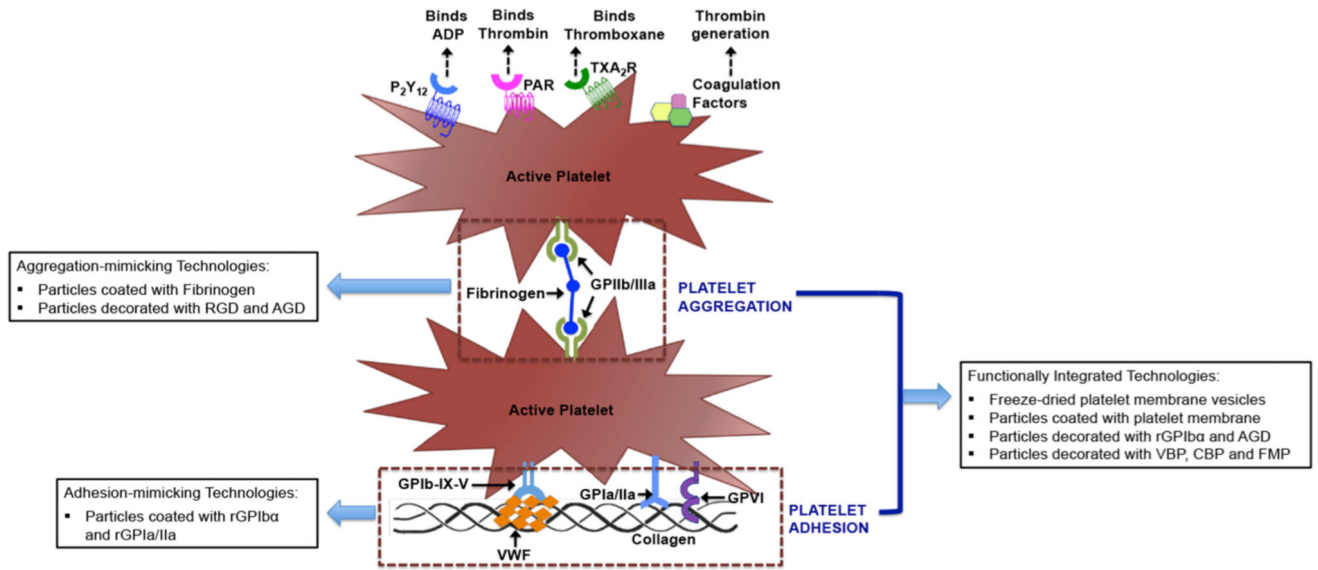 Binds
ADP
Binds
Thrombin
Binds
Thromboxane
Thrombin
generation
P₂Y₁₂
PAR
TXA₂R
Coagulation
Factors
Active Platelet
Aggregation-mimicking Technologies:
▪ Particles coated with Fibrinogen
▪ Particles decorated with RGD and AGD
Fibrinogen
GPIIb/IIIa
PLATELET
AGGREGATION
Active Platelet
Functionally Integrated Technologies:
▪ Freeze-dried platelet membrane vesicles
▪ Particles coated with platelet membrane
▪ Particles decorated with rGPIbα and AGD
▪ Particles decorated with VBP, CBP and FMP
Adhesion-mimicking Technologies:
▪ Particles coated with rGPIbα
and rGPIa/IIa
GPIb-IX-V
GPIa/IIa
GPVI
VWF
Collagen
PLATELET
ADHESION